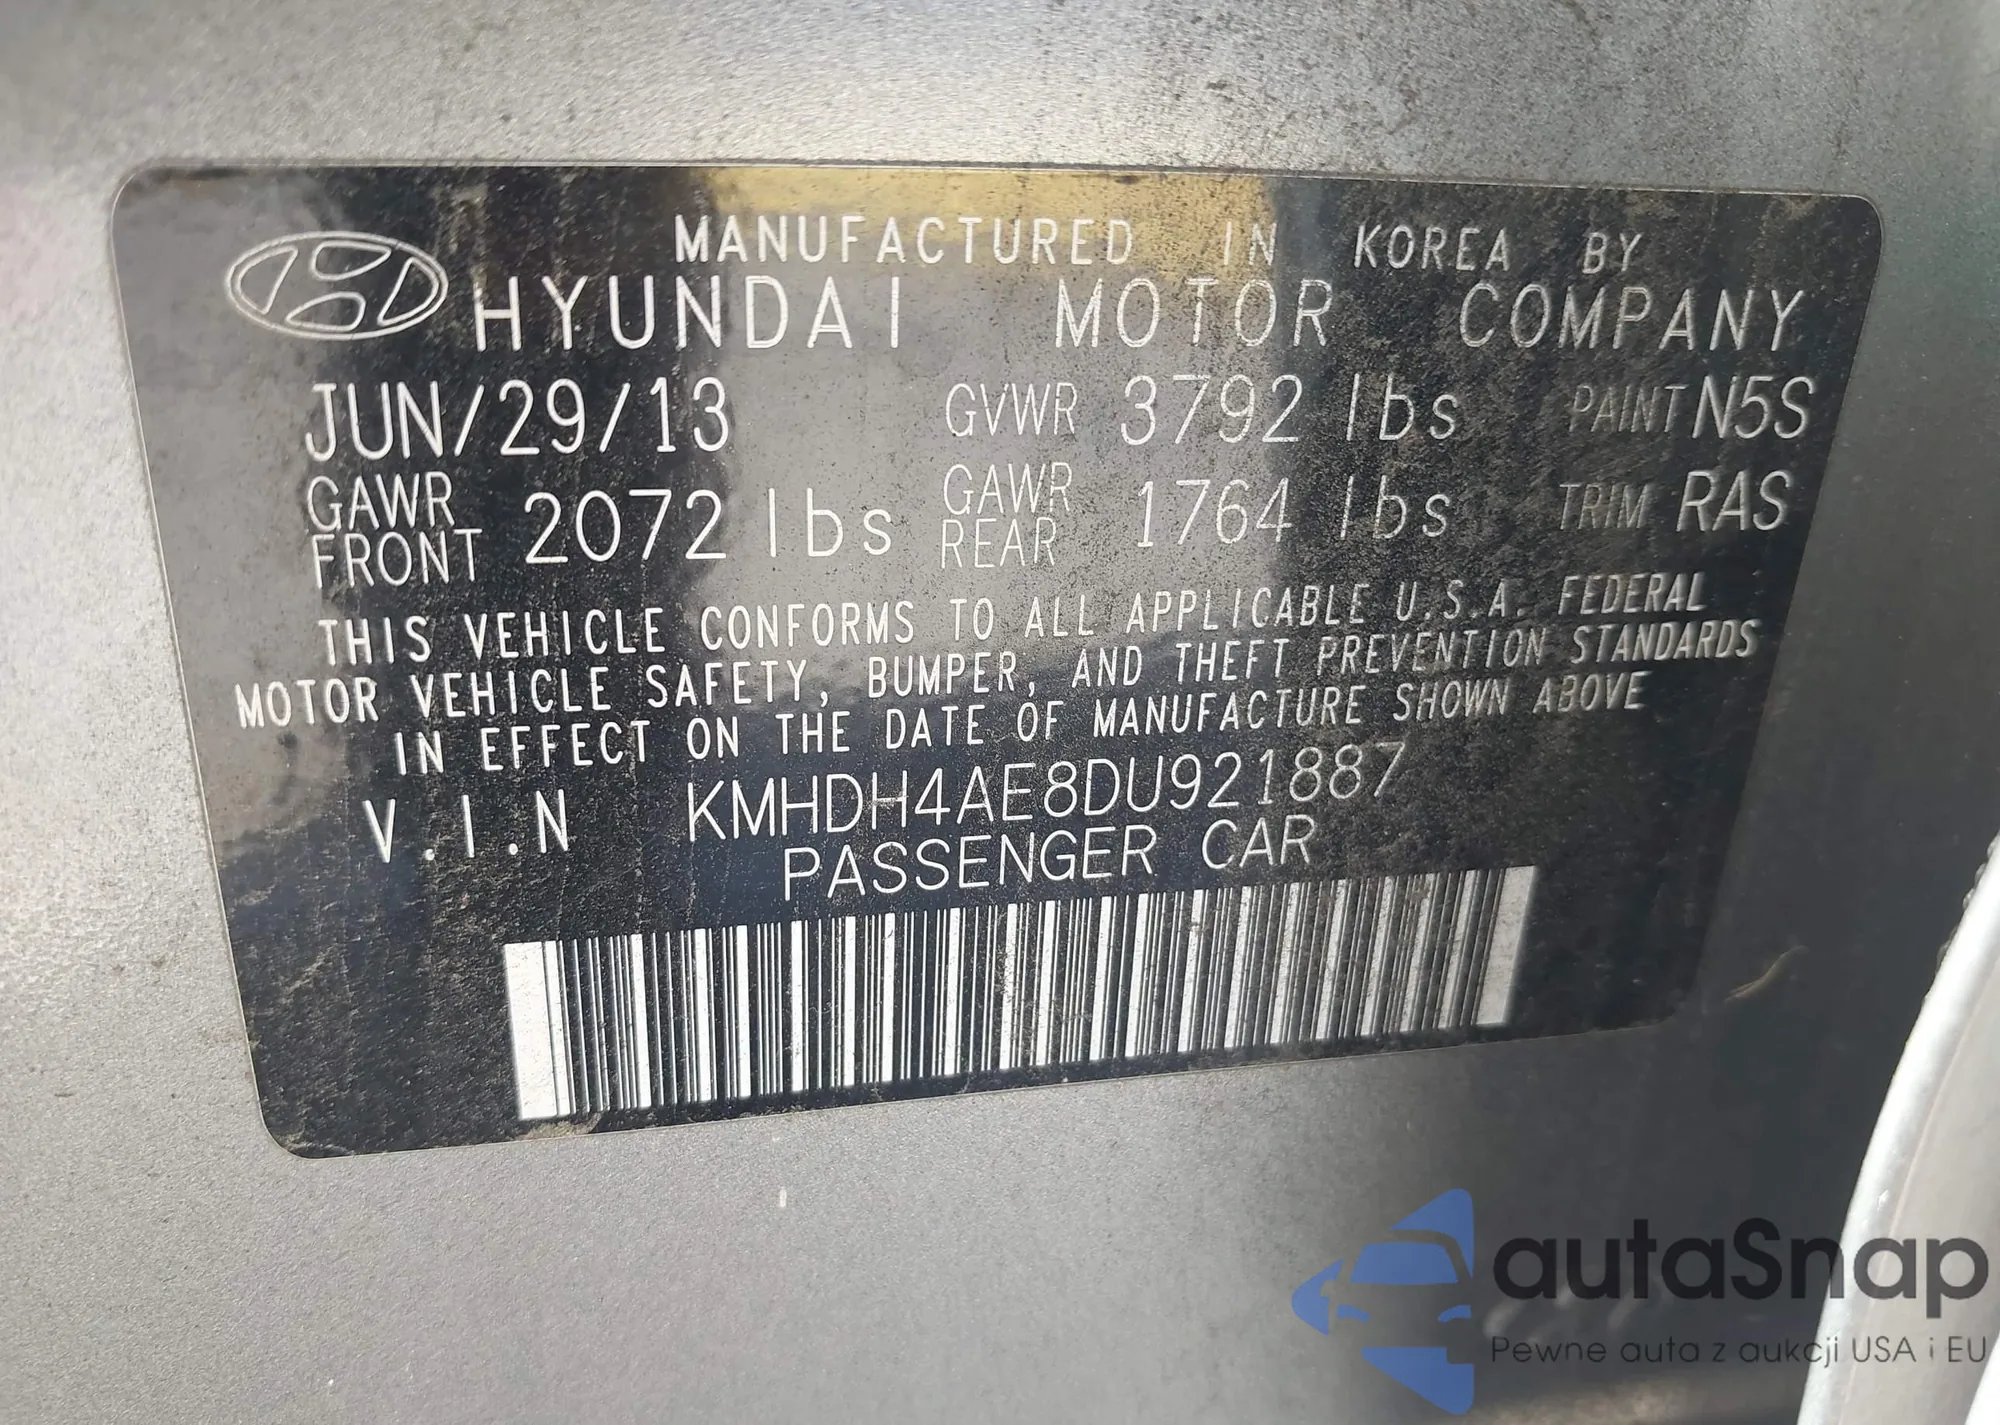 MANUFACTURED IN KOREA BY
HYUNDAI MOTOR COMPANY
JUN/29/13 GVWR 3792 lbs PAINT N5S
GAWR FRONT 2072 lbs GAWR REAR 1764 lbs TRIM RAS
THIS VEHICLE CONFORMS TO ALL APPLICABLE U.S.A. FEDERAL
MOTOR VEHICLE SAFETY, BUMPER, AND THEFT PREVENTION STANDARDS
IN EFFECT ON THE DATE OF MANUFACTURE SHOWN ABOVE
V.I.N KMHDH4AE8DU921887
PASSENGER CAR
autaSnap
Pewne auta z aukcji USA i EU